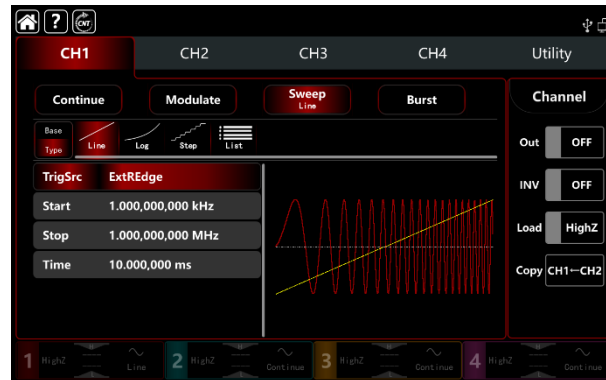 ? CNT
CH1 CH2 CH3 CH4 Utility
Continue Modulate Sweep Burst Channel
Line
Base
Type Line Log Step List
Out OFF
TrigSrc ExtREdge
INV OFF
Start 1.000,000,000 kHz
Load HighZ
Stop 1.000,000,000 MHz
Time 10.000,000 ms
Copy CH1←CH2
1 HighZ Line 2 HighZ Continue 3 HighZ Continue 4 HighZ Continue